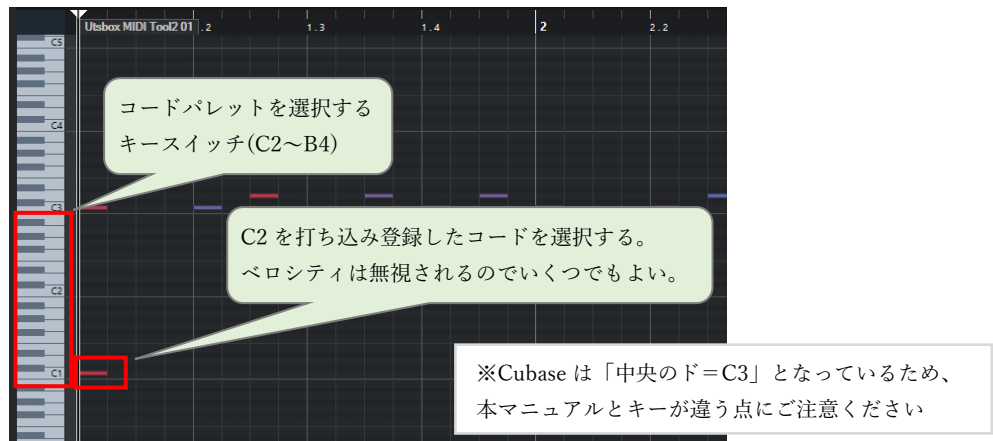 Utsbox MIDI Tool2 01 .2 1.3 1.4 2 2.2
C5
コードパレットを選択する
キースイッチ(C2～B4)
C4
C3
C2 を打ち込み登録したコードを選択する。
ベロシティは無視されるのでいくつでもよい。
C2
C1
※Cubase は「中央のド＝C3」となっているため、
本マニュアルとキーが違う点にご注意ください